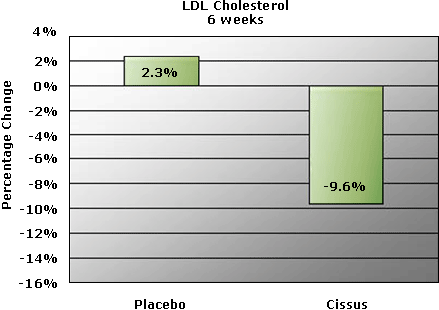 LDL Cholesterol
6 weeks
4%
2%
0%
-2%
-4%
-6%
-8%
-10%
-12%
-14%
-16%
Percentage Change
2.3%
-9.6%
Placebo
Cissus